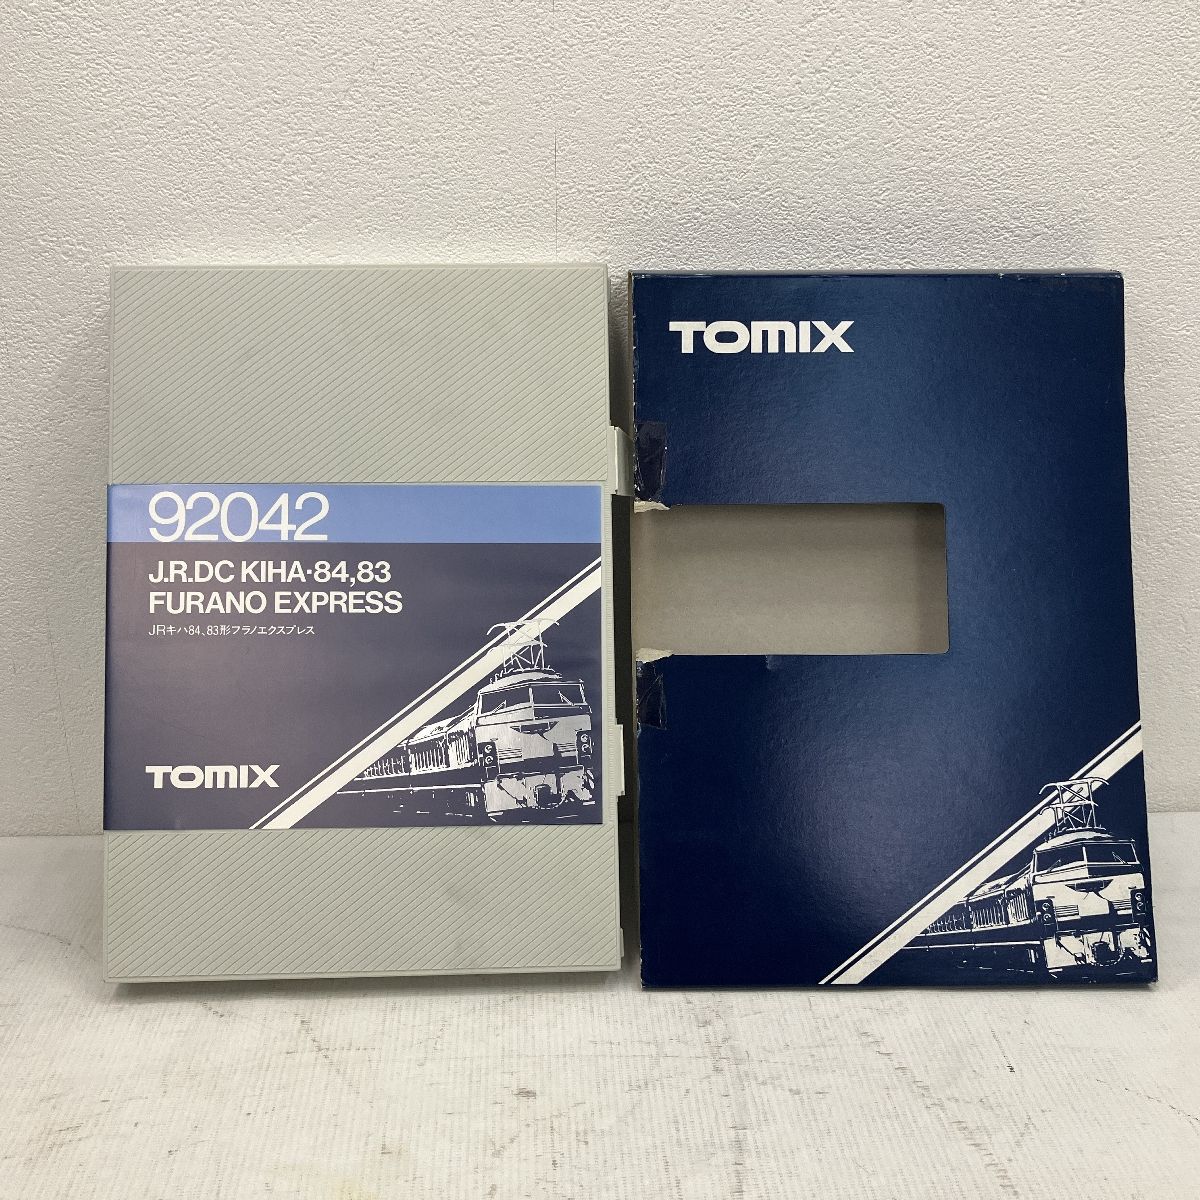 92042
J.R.DC KIHA·84,83
FURANO EXPRESS
JRキハ84、83形フラノエクスプレス
TOMIX
TOMIX